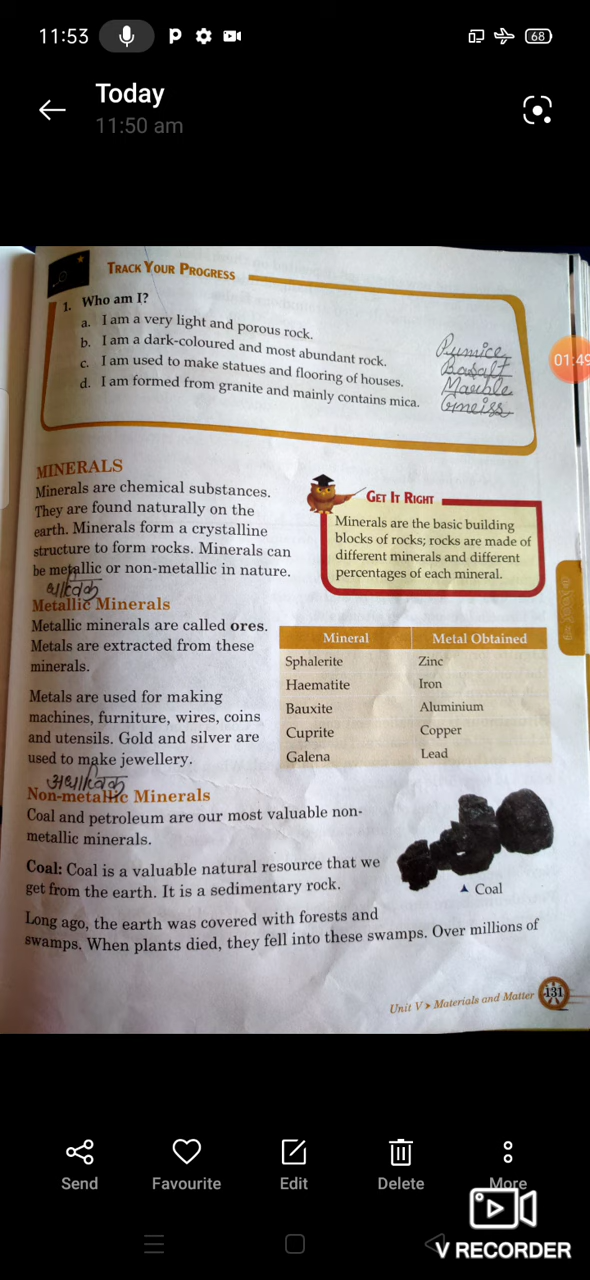 11:53
68
Today
11:50 am
TRACK YOUR PROGRESS
1. Who am I?
a. I am a very light and porous rock.
b. I am a dark-coloured and most abundant rock.
c. I am used to make statues and flooring of houses.
d. I am formed from granite and mainly contains mica.
Pumice
Basalt
Marble
Gneiss
01:49
MINERALS
Minerals are chemical substances.
They are found naturally on the
earth. Minerals form a crystalline
structure to form rocks. Minerals can
be metallic or non-metallic in nature.
GET IT RIGHT
Minerals are the basic building
blocks of rocks; rocks are made of
different minerals and different
percentages of each mineral.
Metallic Minerals
Metallic minerals are called ores.
Metals are extracted from these
minerals.
Metals are used for making
machines, furniture, wires, coins
and utensils. Gold and silver are
used to make jewellery.
Mineral Metal Obtained
Sphalerite Zinc
Haematite Iron
Bauxite Aluminium
Cuprite Copper
Galena Lead
Non-metallic Minerals
Coal and petroleum are our most valuable non-
metallic minerals.
Coal: Coal is a valuable natural resource that we
get from the earth. It is a sedimentary rock.
Coal
Long ago, the earth was covered with forests and
swamps. When plants died, they fell into these swamps. Over millions of
Unit V > Materials and Matter 131
Send Favourite Edit Delete More
V RECORDER